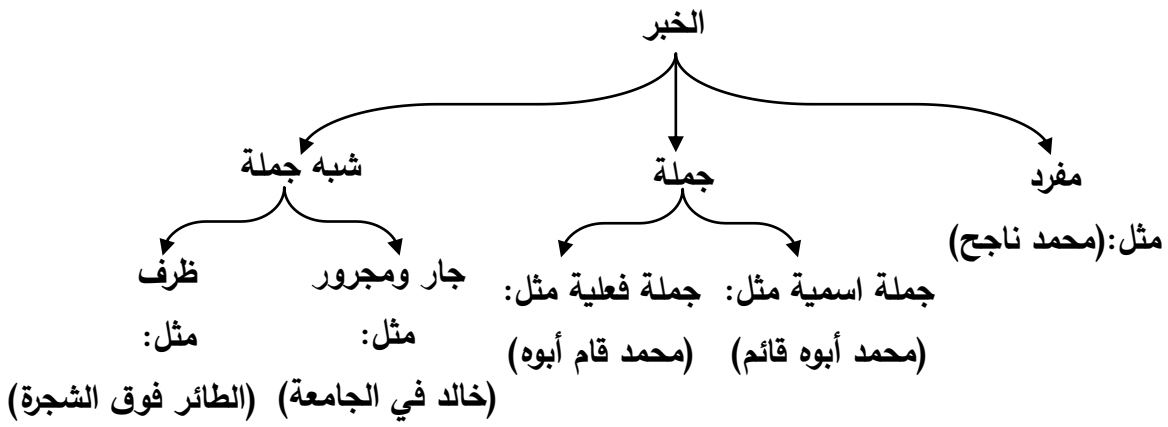 الخبر
مفرد
مثل:(محمد ناجح)
جملة
جملة اسمية مثل:
(محمد أبوه قائم)
جملة فعلية مثل:
(محمد قام أبوه)
شبه جملة
جار ومجرور
مثل:
(خالد في الجامعة)
ظرف
مثل:
(الطائر فوق الشجرة)